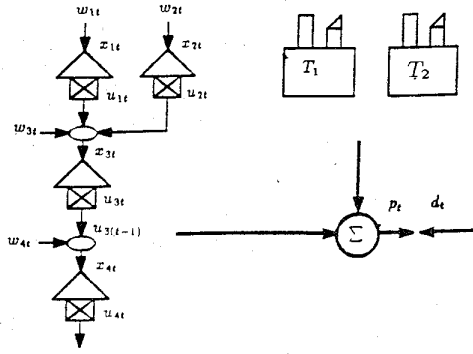 w₁ₜ w₂ₜ
x₁ₜ x₂ₜ
u₁ₜ u₂ₜ
T₁ T₂
w₃ₜ
x₃ₜ
u₃ₜ
pₜ dₜ
Σ
u₃₍ₜ₋₁₎
w₄ₜ
x₄ₜ
u₄ₜ